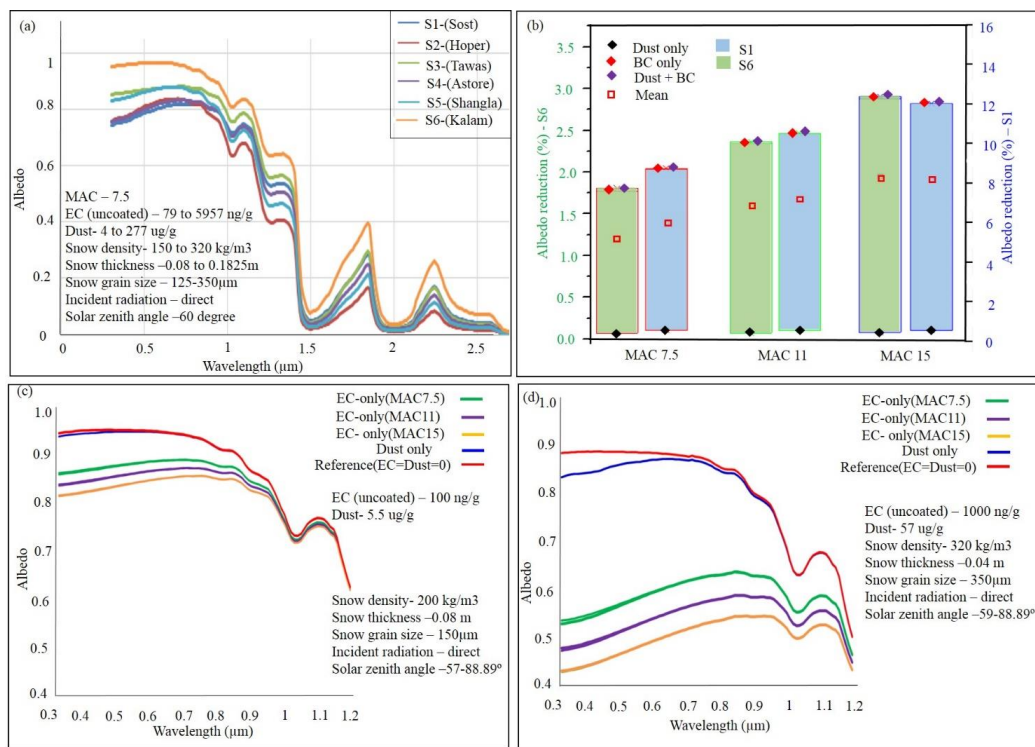 (a)
S1-(Sost)
S2-(Hoper)
S3-(Tawas)
S4-(Astore)
S5-(Shangla)
S6-(Kalam)
1
0.8
0.6
0.4
0.2
0
Albedo
MAC – 7.5
EC (uncoated) – 79 to 5957 ng/g
Dust- 4 to 277 ug/g
Snow density- 150 to 320 kg/m3
Snow thickness –0.08 to 0.1825m
Snow grain size – 125-350µm
Incident radiation – direct
Solar zenith angle –60 degree
0 0.5 1 1.5 2 2.5
Wavelength (µm)
(b)
Dust only
BC only
Dust + BC
Mean
S1
S6
3.5
3.0
2.5
2.0
1.5
1.0
0.5
0.0
Albedo reduction (%) - S6
16
14
12
10
8
6
4
2
0
Albedo reduction (%) – S1
MAC 7.5 MAC 11 MAC 15
(c)
EC-only(MAC7.5)
EC-only(MAC11)
EC- only(MAC15)
Dust only
Reference(EC=Dust=0)
EC (uncoated) – 100 ng/g
Dust- 5.5 ug/g
Snow density- 200 kg/m3
Snow thickness –0.08 m
Snow grain size – 150µm
Incident radiation – direct
Solar zenith angle –57-88.89º
1.0
0.9
0.8
0.7
0.6
0.5
0.4
Albedo
0.3 0.4 0.5 0.6 0.7 0.8 0.9 1 1.1 1.2
Wavelength (µm)
(d)
EC-only(MAC7.5)
EC-only(MAC11)
EC- only(MAC15)
Dust only
Reference(EC=Dust=0)
EC (uncoated) – 1000 ng/g
Dust- 57 ug/g
Snow density- 320 kg/m3
Snow thickness –0.04 m
Snow grain size – 350µm
Incident radiation – direct
Solar zenith angle –59-88.89º
1.0
0.9
0.8
0.7
0.6
0.5
0.4
Albedo
0.3 0.4 0.5 0.6 0.7 0.8 0.9 1 1.1 1.2
Wavelength (µm)